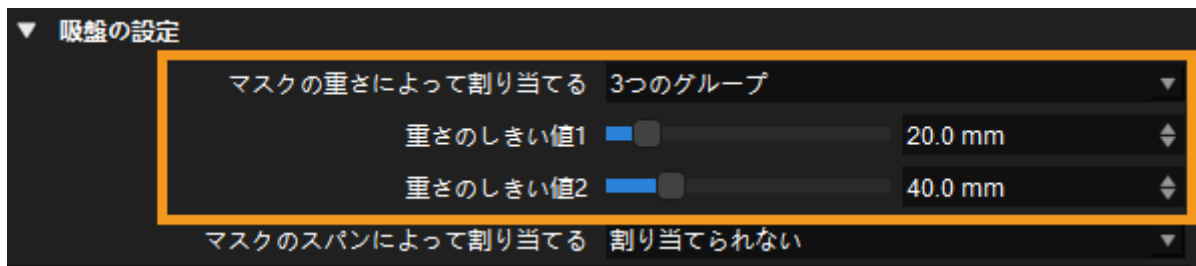 ▼ 吸盤の設定
マスクの重さによって割り当てる 3つのグループ
重さのしきい値1 20.0 mm
重さのしきい値2 40.0 mm
マスクのスパンによって割り当てる 割り当てられない